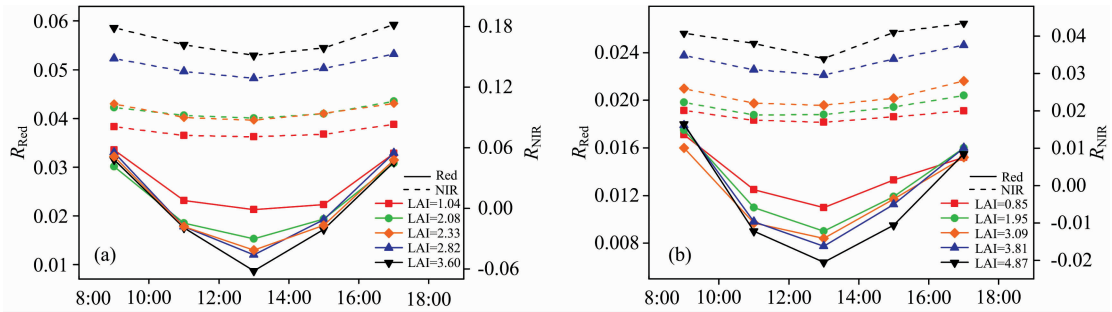 0.06
0.05
0.04
0.03
0.02
0.01
R_Red
0.18
0.12
0.06
0.00
-0.06
R_NIR
Red
NIR
LAI=1.04
LAI=2.08
LAI=2.33
LAI=2.82
LAI=3.60
(a)
8:00 10:00 12:00 14:00 16:00 18:00
0.024
0.020
0.016
0.012
0.008
R_Red
0.04
0.03
0.02
0.01
0.00
-0.01
-0.02
R_NIR
Red
NIR
LAI=0.85
LAI=1.95
LAI=3.09
LAI=3.81
LAI=4.87
(b)
8:00 10:00 12:00 14:00 16:00 18:00